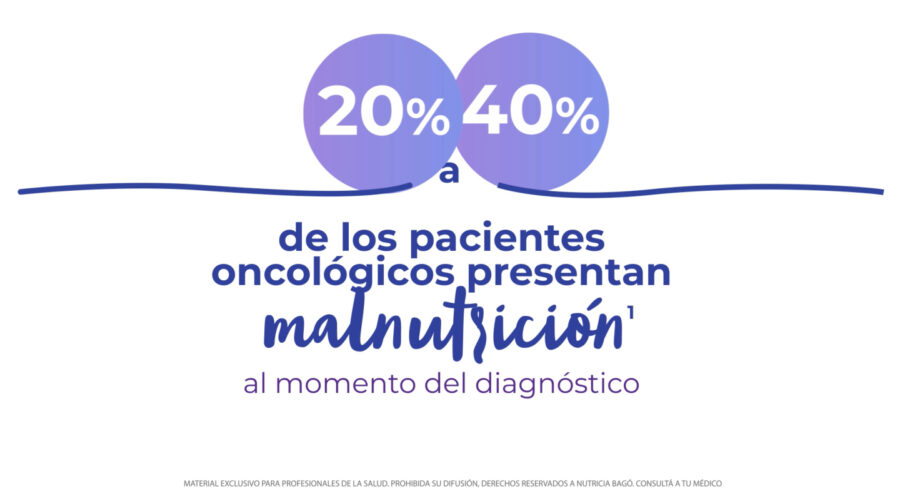 20% 40%
a
de los pacientes
oncológicos presentan
malnutrición¹
al momento del diagnóstico
MATERIAL EXCLUSIVO PARA PROFESIONALES DE LA SALUD. PROHIBIDA SU DIFUSIÓN, DERECHOS RESERVADOS A NUTRICIA BAGÓ. CONSULTÁ A TU MÉDICO